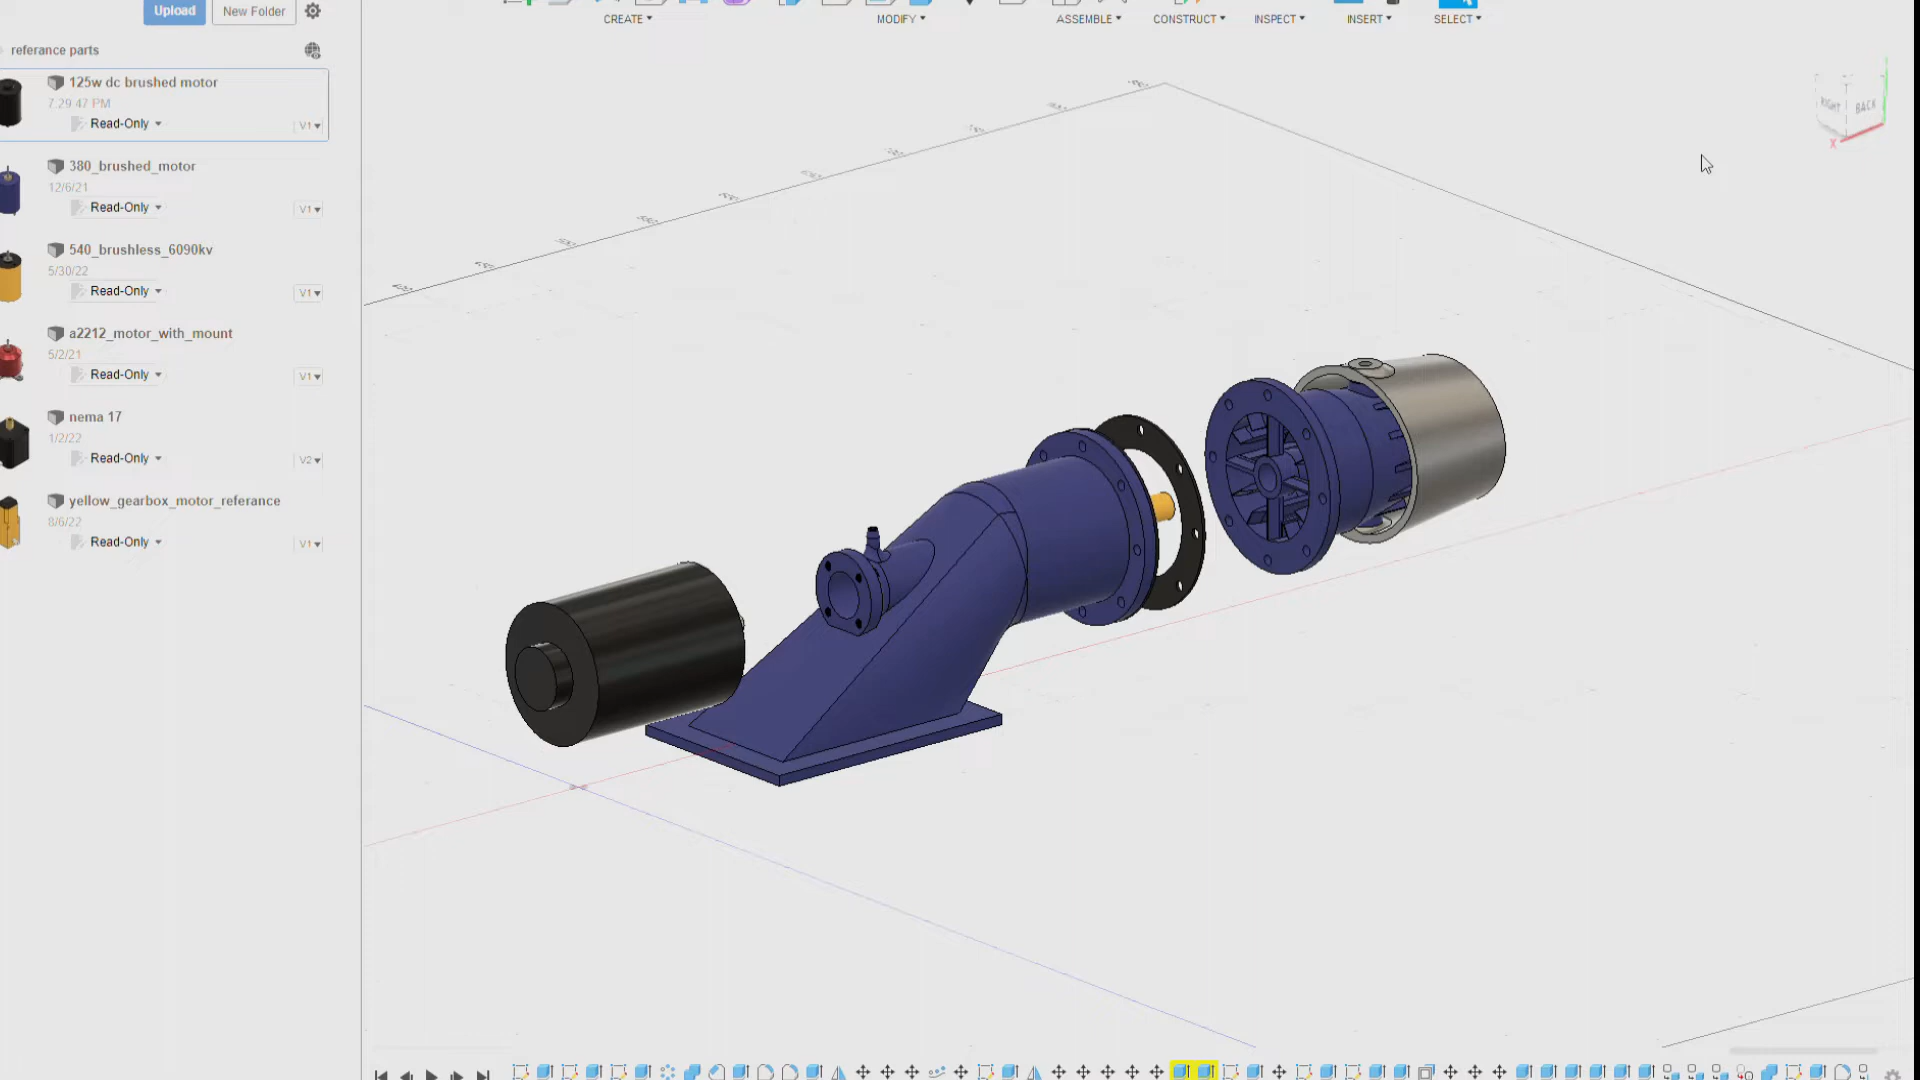 Upload New Folder
CREATE MODIFY ASSEMBLE CONSTRUCT INSPECT INSERT SELECT
referance parts
125w dc brushed motor
7:29:47 PM
Read-Only V1
380_brushed_motor
12/6/21
Read-Only V1
540_brushless_6090kv
5/30/22
Read-Only V1
a2212_motor_with_mount
5/2/21
Read-Only V1
nema 17
1/2/22
Read-Only V2
yellow_gearbox_motor_referance
8/6/22
Read-Only V1
RIGHT BACK
X